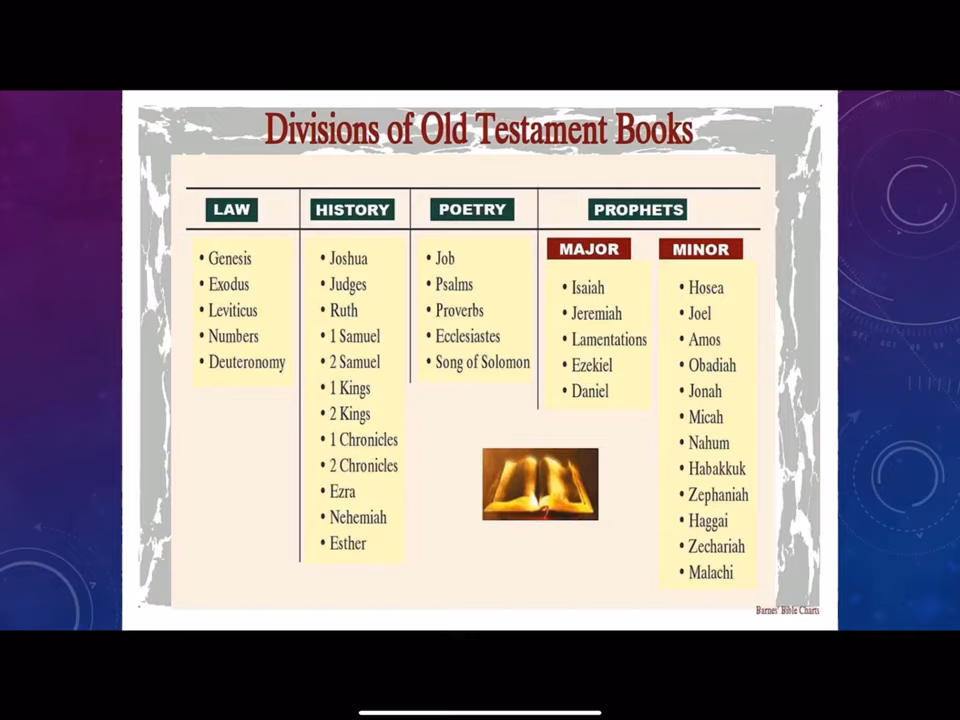 Divisions of Old Testament Books
LAW
• Genesis
• Exodus
• Leviticus
• Numbers
• Deuteronomy
HISTORY
• Joshua
• Judges
• Ruth
• 1 Samuel
• 2 Samuel
• 1 Kings
• 2 Kings
• 1 Chronicles
• 2 Chronicles
• Ezra
• Nehemiah
• Esther
POETRY
• Job
• Psalms
• Proverbs
• Ecclesiastes
• Song of Solomon
PROPHETS
MAJOR
• Isaiah
• Jeremiah
• Lamentations
• Ezekiel
• Daniel
MINOR
• Hosea
• Joel
• Amos
• Obadiah
• Jonah
• Micah
• Nahum
• Habakkuk
• Zephaniah
• Haggai
• Zechariah
• Malachi
Barnes' Bible Charts